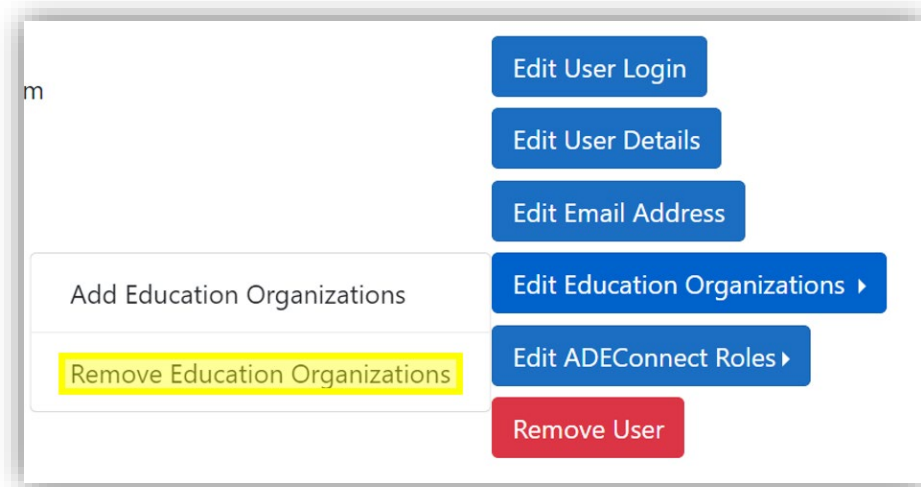 Edit User Login
m
Edit User Details
Edit Email Address
Add Education Organizations
Edit Education Organizations
Remove Education Organizations
Edit ADEConnect Roles
Remove User